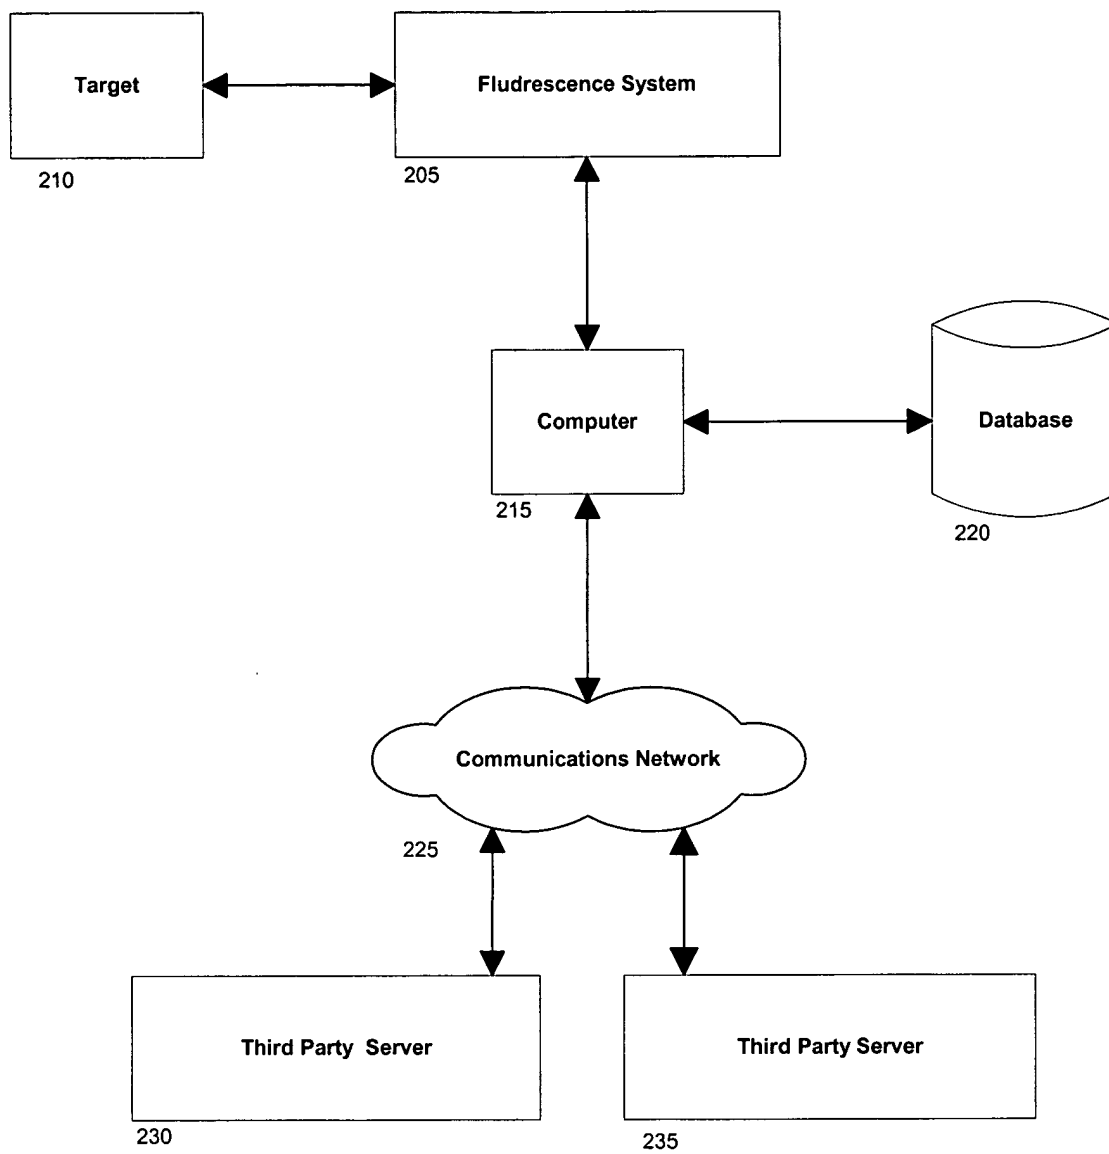 Target
Fludrescence System
210
205
Computer
Database
215
220
Communications Network
225
Third Party Server
Third Party Server
230
235